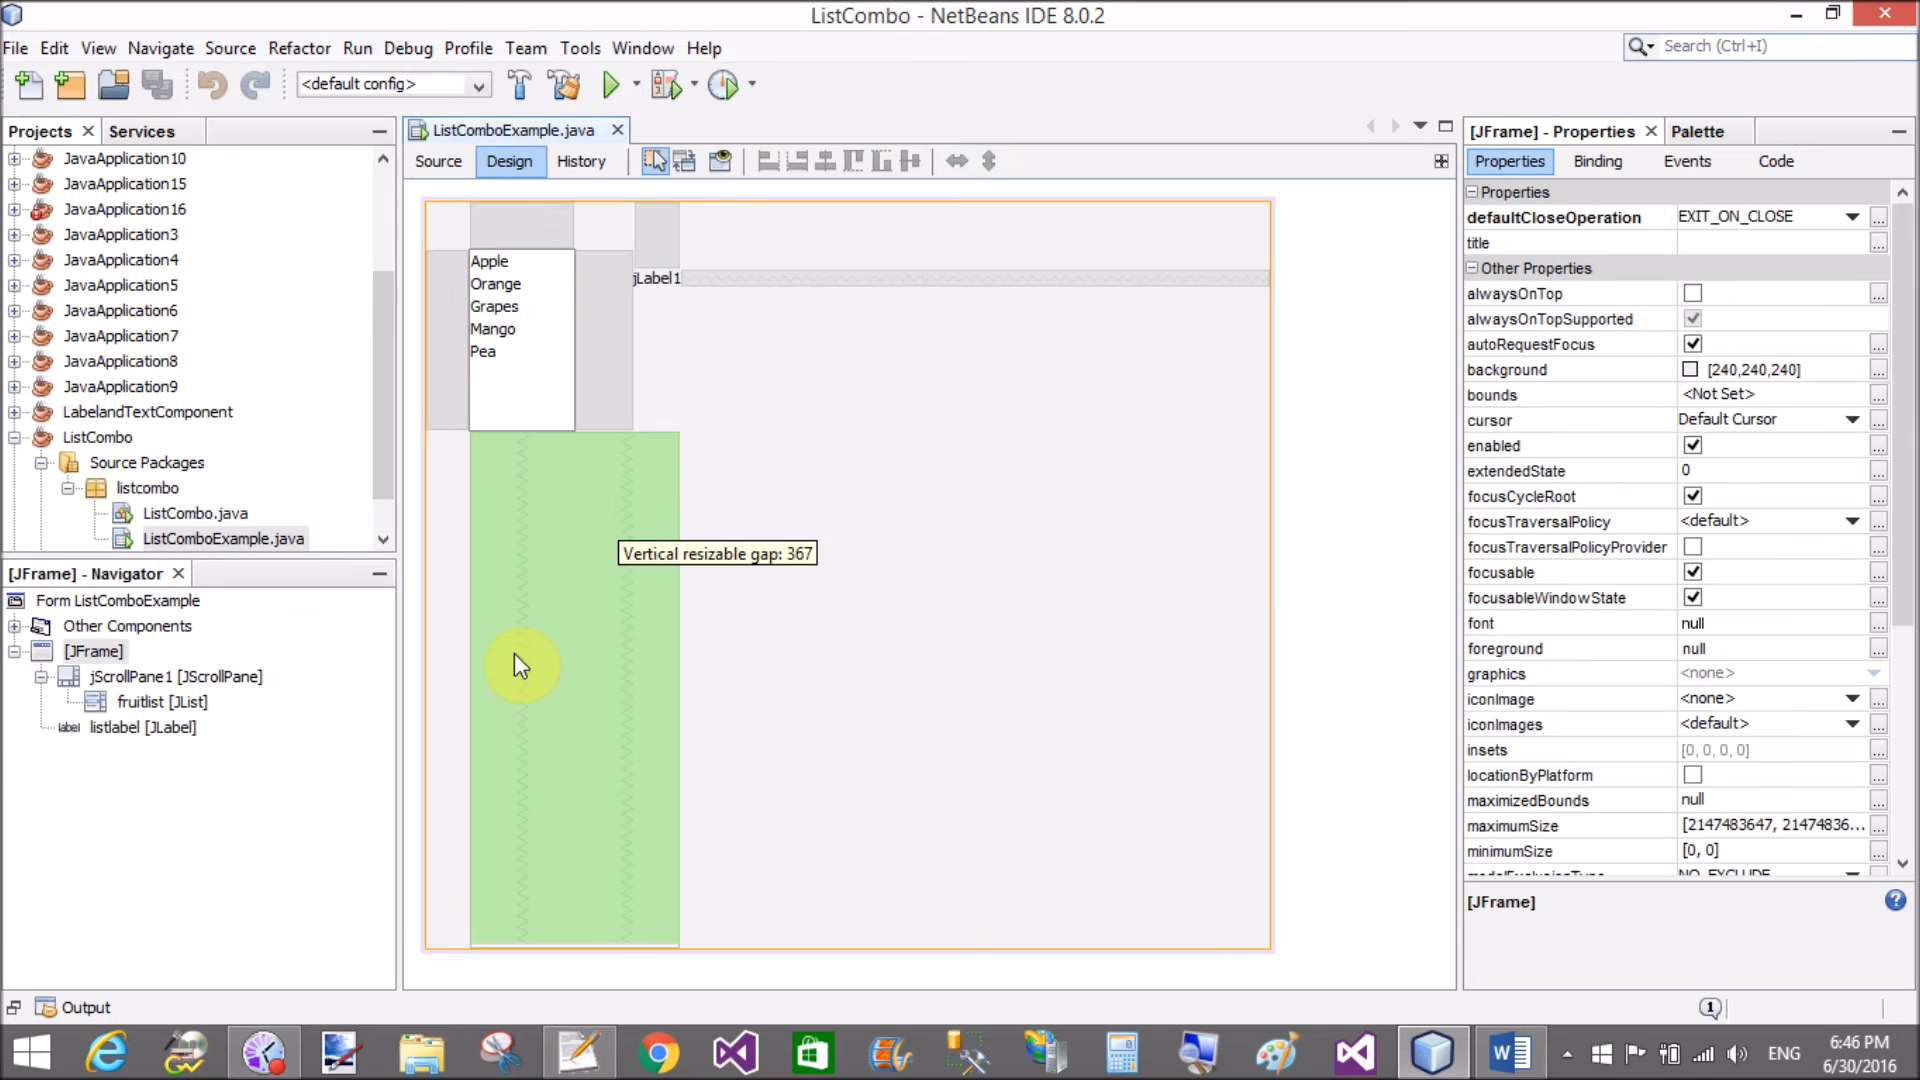 ListCombo - NetBeans IDE 8.0.2
File Edit View Navigate Source Refactor Run Debug Profile Team Tools Window Help
Search (Ctrl+I)
<default config>
Projects
Services
JavaApplication10
JavaApplication15
JavaApplication16
JavaApplication3
JavaApplication4
JavaApplication5
JavaApplication6
JavaApplication7
JavaApplication8
JavaApplication9
LabelandTextComponent
ListCombo
Source Packages
listcombo
ListCombo.java
ListComboExample.java
[JFrame] - Navigator
Form ListComboExample
Other Components
[JFrame]
jScrollPane1 [JScrollPane]
fruitlist [JList]
label listlabel [JLabel]
Output
ListComboExample.java
Source Design History
Apple
Orange
Grapes
Mango
Pea
jLabel1
Vertical resizable gap: 367
[JFrame] - Properties
Palette
Properties Binding Events Code
Properties
defaultCloseOperation EXIT_ON_CLOSE
title
Other Properties
alwaysOnTop
alwaysOnTopSupported
autoRequestFocus
background [240,240,240]
bounds <Not Set>
cursor Default Cursor
enabled
extendedState 0
focusCycleRoot
focusTraversalPolicy <default>
focusTraversalPolicyProvider
focusable
focusableWindowState
font null
foreground null
graphics <none>
iconImage <none>
iconImages <default>
insets [0, 0, 0, 0]
locationByPlatform
maximizedBounds null
maximumSize [2147483647, 21474836...
minimumSize [0, 0]
[JFrame]
1
ENG
6:46 PM
6/30/2016